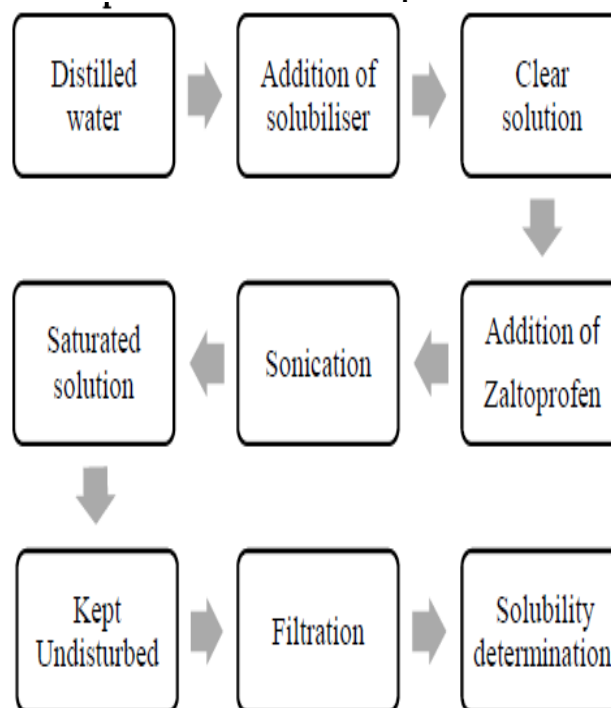 Distilled
water
Addition of
solubiliser
Clear
solution
Addition of
Zaltoprofen
Sonication
Saturated
solution
Kept
Undisturbed
Filtration
Solubility
determination